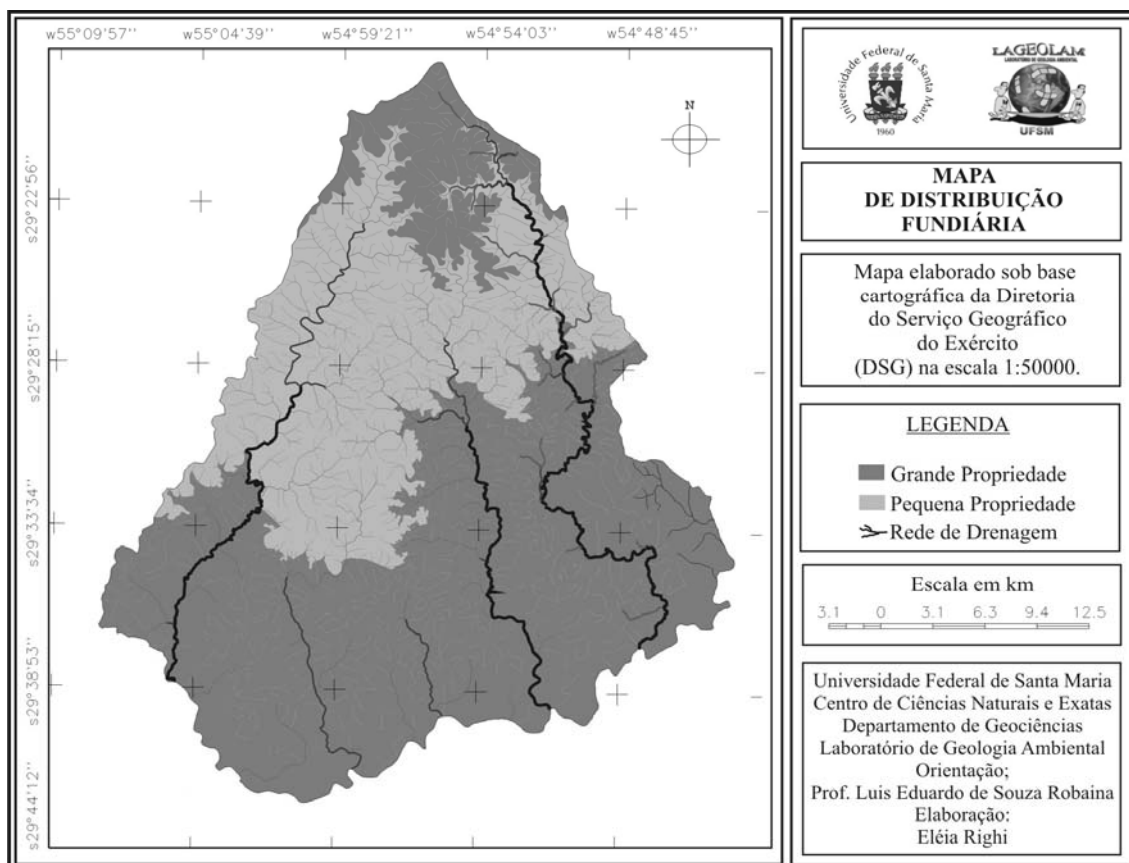 w55°09'57'' w55°04'39'' w54°59'21'' w54°54'03'' w54°48'45''
s29°22'56''
s29°28'15''
s29°33'34''
s29°38'53''
s29°44'12''
N
Universidade Federal de Santa Maria
1960
LAGEOLAM
LABORATÓRIO DE GEOLOGIA AMBIENTAL
UFSM
MAPA
DE DISTRIBUIÇÃO
FUNDIÁRIA
Mapa elaborado sob base
cartográfica da Diretoria
do Serviço Geográfico
do Exército
(DSG) na escala 1:50000.
LEGENDA
Grande Propriedade
Pequena Propriedade
Rede de Drenagem
Escala em km
3.1 0 3.1 6.3 9.4 12.5
Universidade Federal de Santa Maria
Centro de Ciências Naturais e Exatas
Departamento de Geociências
Laboratório de Geologia Ambiental
Orientação;
Prof. Luis Eduardo de Souza Robaina
Elaboração:
Eléia Righi